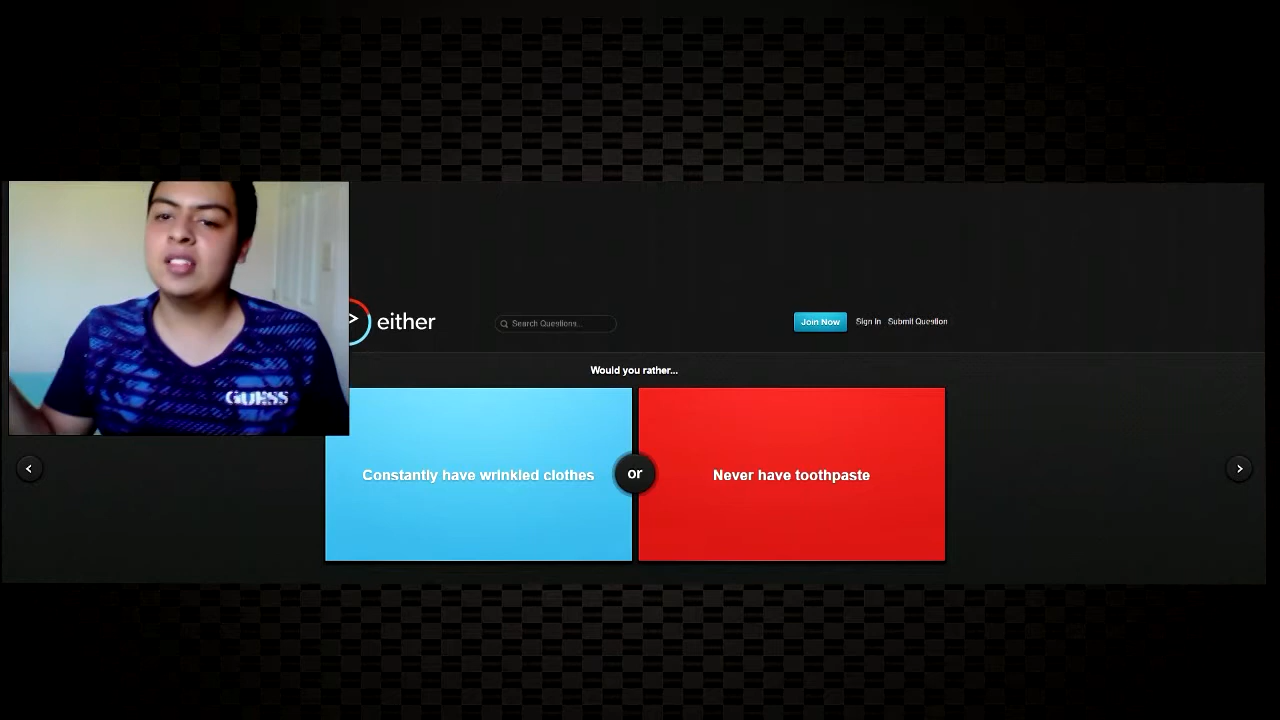 either
Search Questions...
Join Now
Sign In
Submit Question
Would you rather...
Constantly have wrinkled clothes
or
Never have toothpaste
GUESS